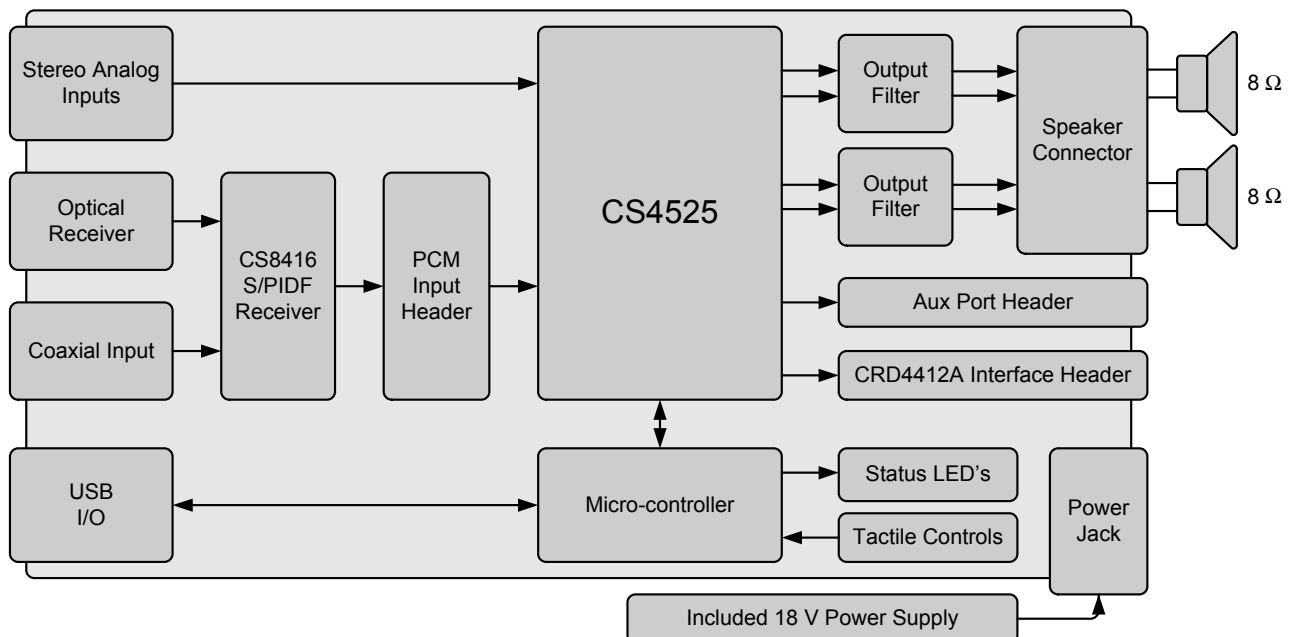 Stereo Analog
Inputs
Optical
Receiver
Coaxial Input
USB
I/O
CS8416
S/PIDF
Receiver
PCM
Input
Header
CS4525
Micro-controller
Output
Filter
Output
Filter
Speaker
Connector
8 Ω
8 Ω
Aux Port Header
CRD4412A Interface Header
Status LED’s
Tactile Controls
Power
Jack
Included 18 V Power Supply